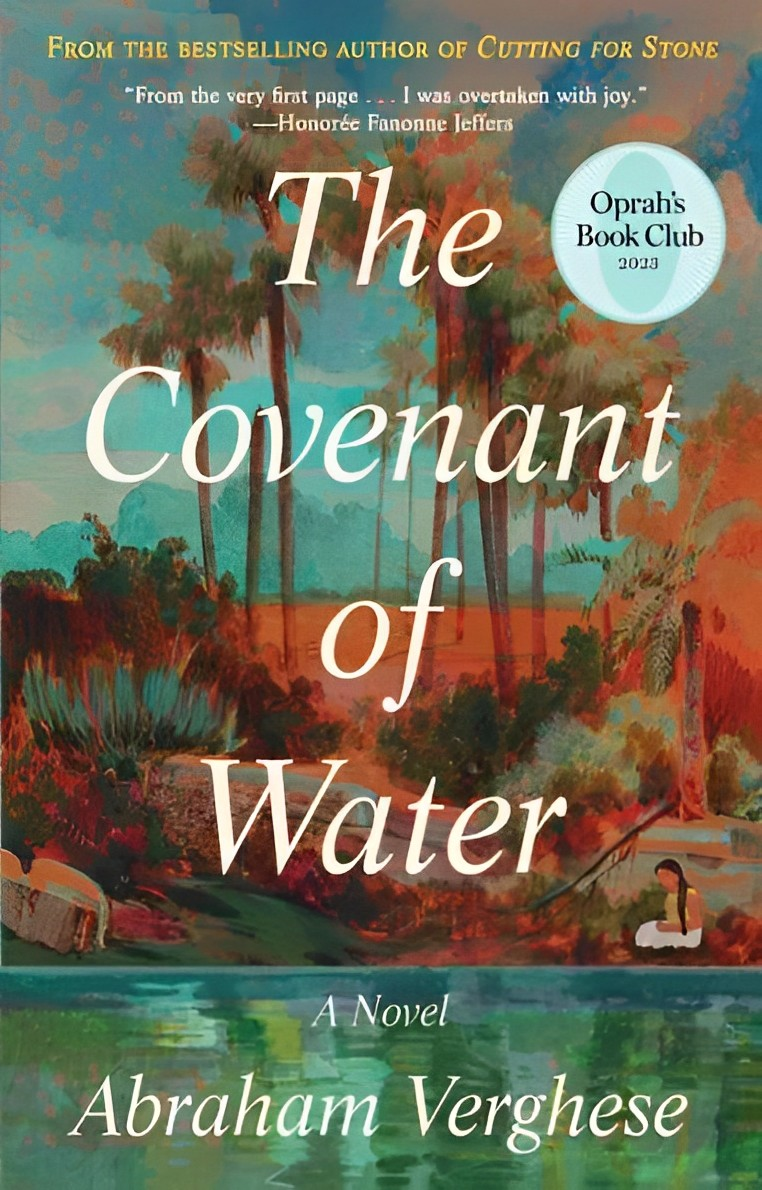 FROM THE BESTSELLING AUTHOR OF CUTTING FOR STONE
"From the very first page . . . I was overtaken with joy."
—Honorée Fanonne Jeffers
The
Oprah's
Book Club
2023
Covenant
of
Water
A Novel
Abraham Verghese